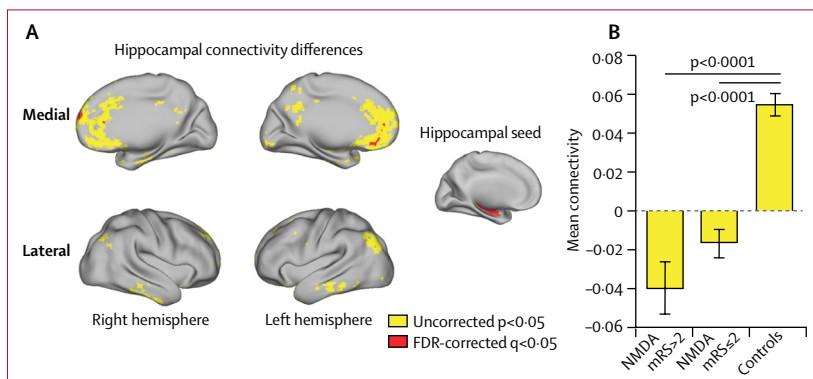 A
Hippocampal connectivity differences
Medial
Lateral
Right hemisphere
Left hemisphere
Hippocampal seed
Uncorrected p<0·05
FDR-corrected q<0·05
B
Mean connectivity
0·08
0·06
0·04
0·02
0
−0·02
−0·04
−0·06
p<0·0001
p<0·0001
NMDA
mRS>2
NMDA
mRS≤2
Controls